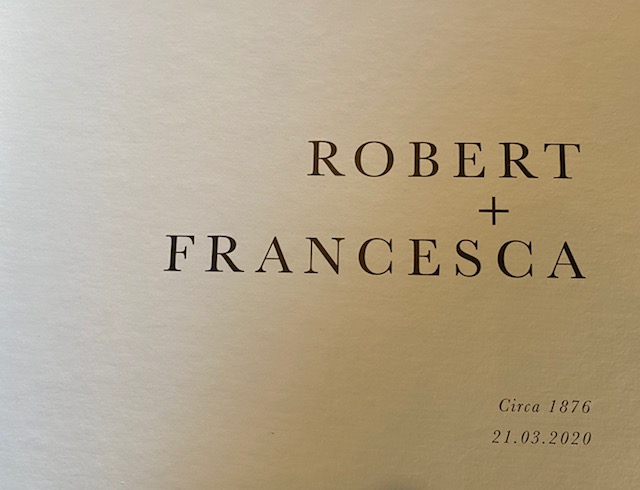 ROBERT
+
FRANCESCA
Circa 1876
21.03.2020